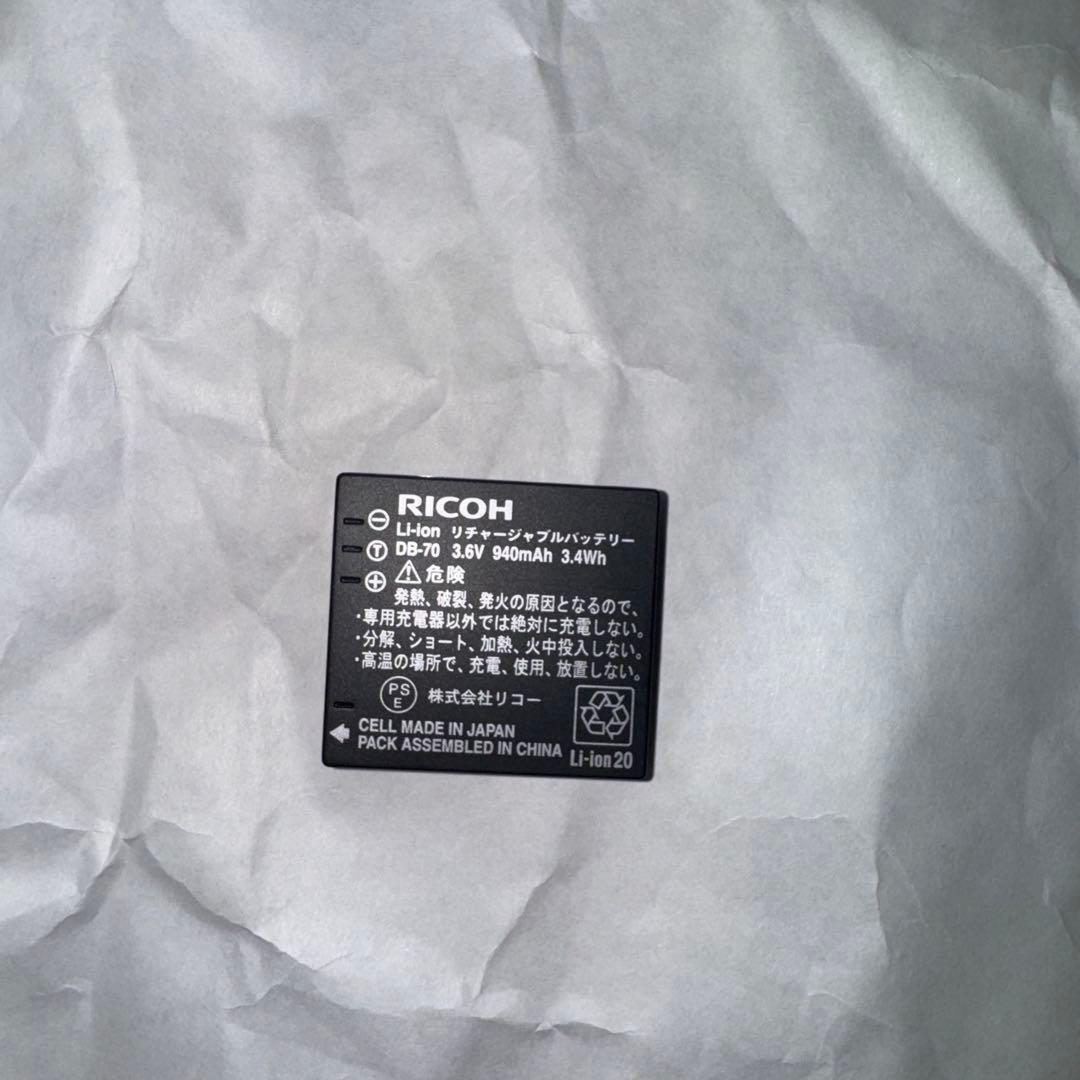 RICOH
Li-ion リチャージャブルバッテリー
DB-70 3.6V 940mAh 3.4Wh
危険
発熱、破裂、発火の原因となるので、
・専用充電器以外では絶対に充電しない。
・分解、ショート、加熱、火中投入しない。
・高温の場所で、充電、使用、放置しない。
PS
E
株式会社リコー
CELL MADE IN JAPAN
PACK ASSEMBLED IN CHINA
Li-ion 20
T